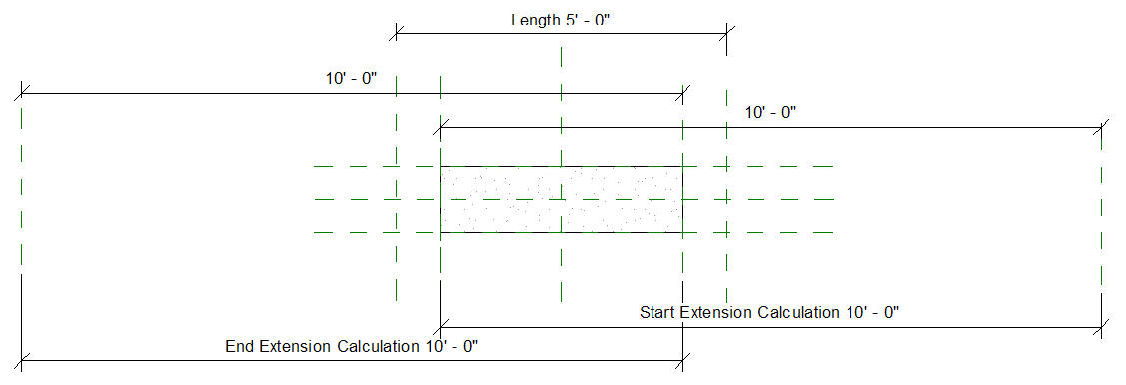 Length 5' - 0"
10' - 0"
10' - 0"
Start Extension Calculation 10' - 0"
End Extension Calculation 10' - 0"